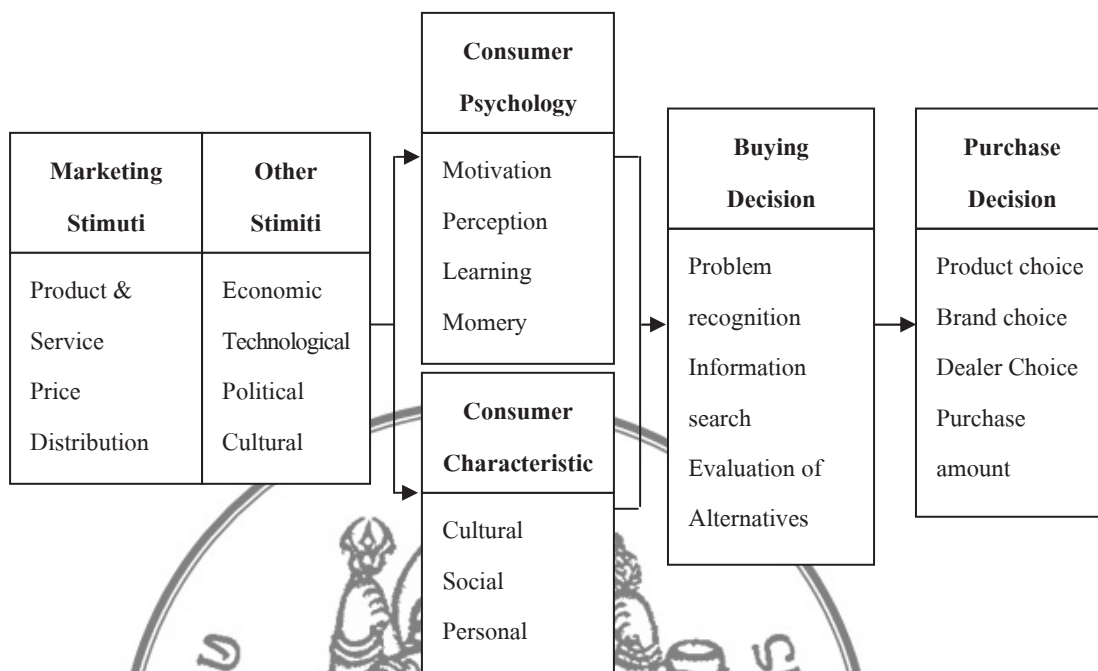 Marketing
Stimuti
Product &
Service
Price
Distribution
Other
Stimiti
Economic
Technological
Political
Cultural
Consumer
Psychology
Motivation
Perception
Learning
Momery
Consumer
Characteristic
Cultural
Social
Personal
Buying
Decision
Problem
recognition
Information
search
Evaluation of
Alternatives
Purchase
Decision
Product choice
Brand choice
Dealer Choice
Purchase
amount